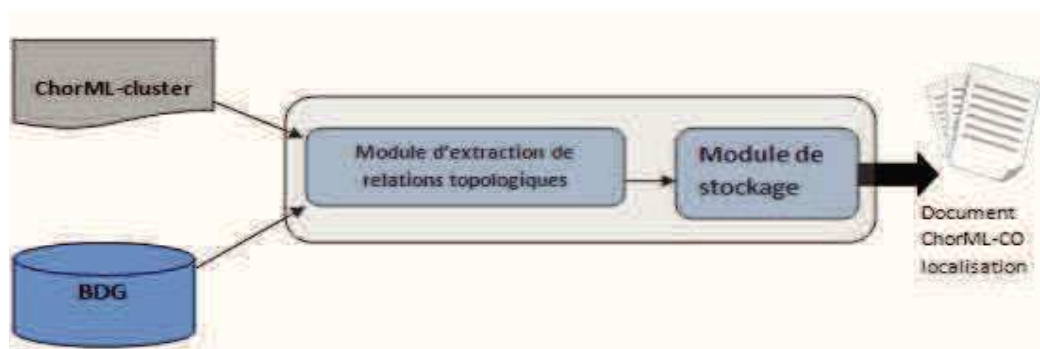 ChorML-cluster
Module d'extraction de
relations topologiques
Module de
stockage
Document
ChorML-CO
localisation
BDG